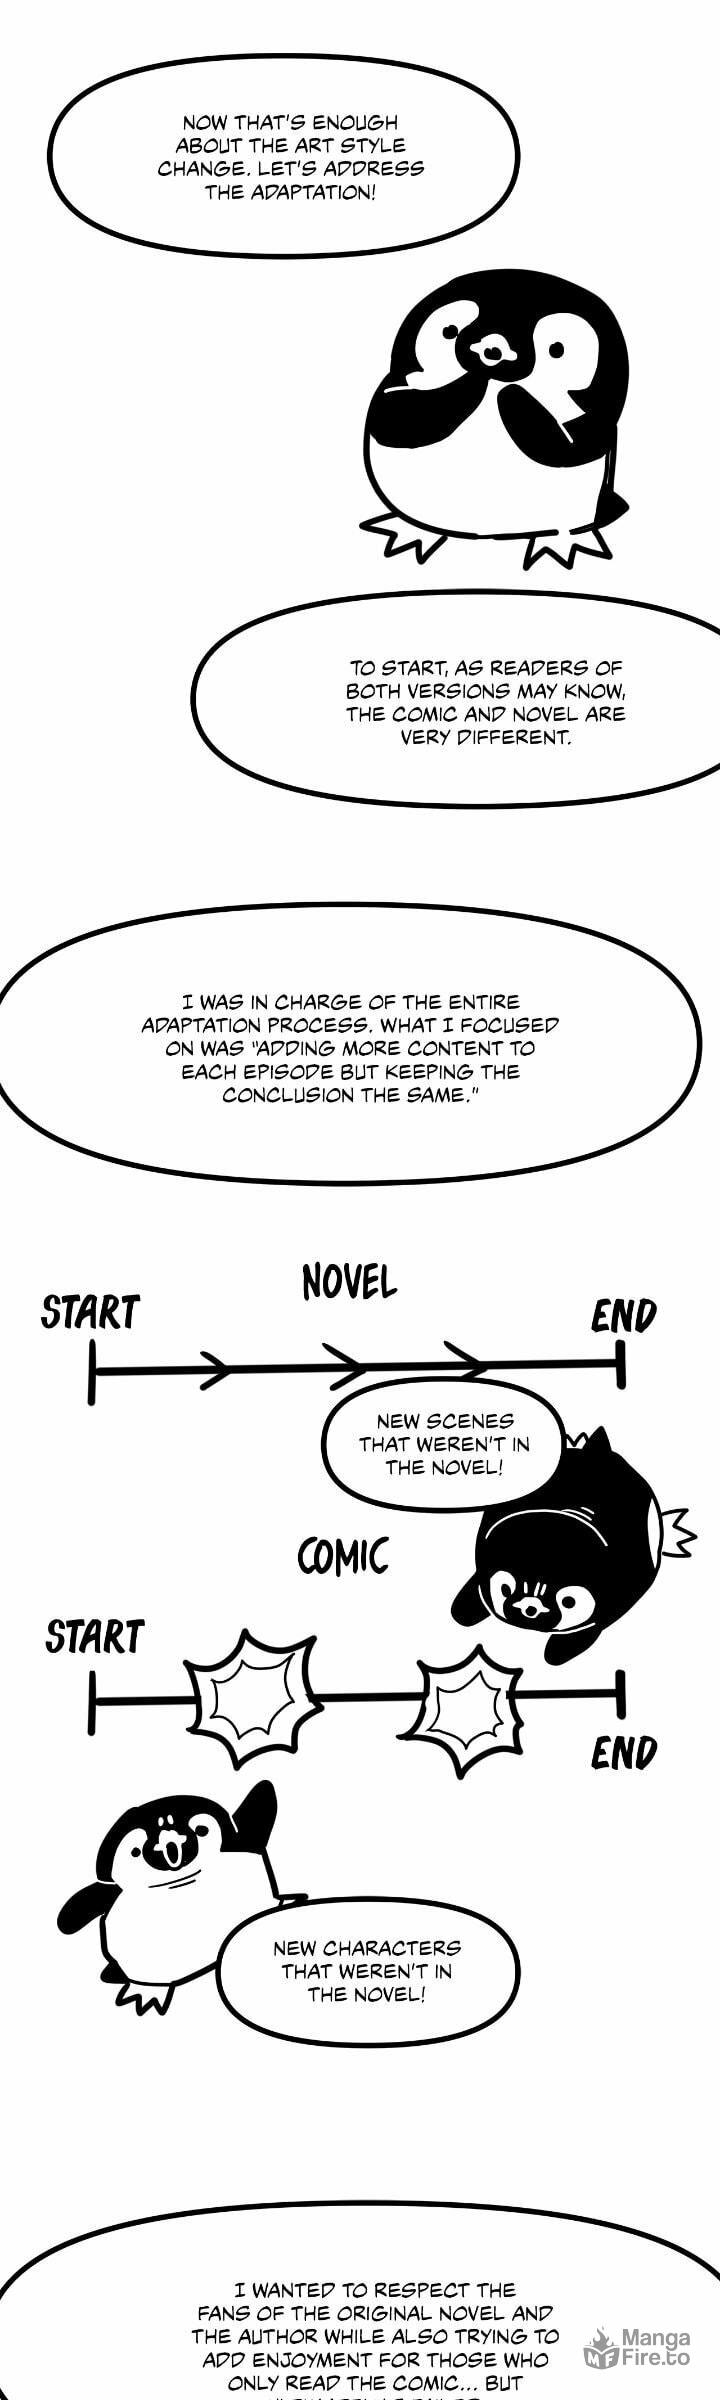 NOW THAT'S ENOUGH
ABOUT THE ART STYLE
CHANGE. LET'S ADDRESS
THE ADAPTATION!
TO START, AS READERS OF
BOTH VERSIONS MAY KNOW,
THE COMIC AND NOVEL ARE
VERY DIFFERENT.
I WAS IN CHARGE OF THE ENTIRE
ADAPTATION PROCESS. WHAT I FOCUSED
ON WAS "ADDING MORE CONTENT TO
EACH EPISODE BUT KEEPING THE
CONCLUSION THE SAME."
NOVEL
START
END
NEW SCENES
THAT WEREN'T IN
THE NOVEL!
COMIC
START
END
NEW CHARACTERS
THAT WEREN'T IN
THE NOVEL!
I WANTED TO RESPECT THE
FANS OF THE ORIGINAL NOVEL AND
THE AUTHOR WHILE ALSO TRYING TO
ADD ENJOYMENT FOR THOSE WHO
ONLY READ THE COMIC... BUT
Manga
MF Fire.to